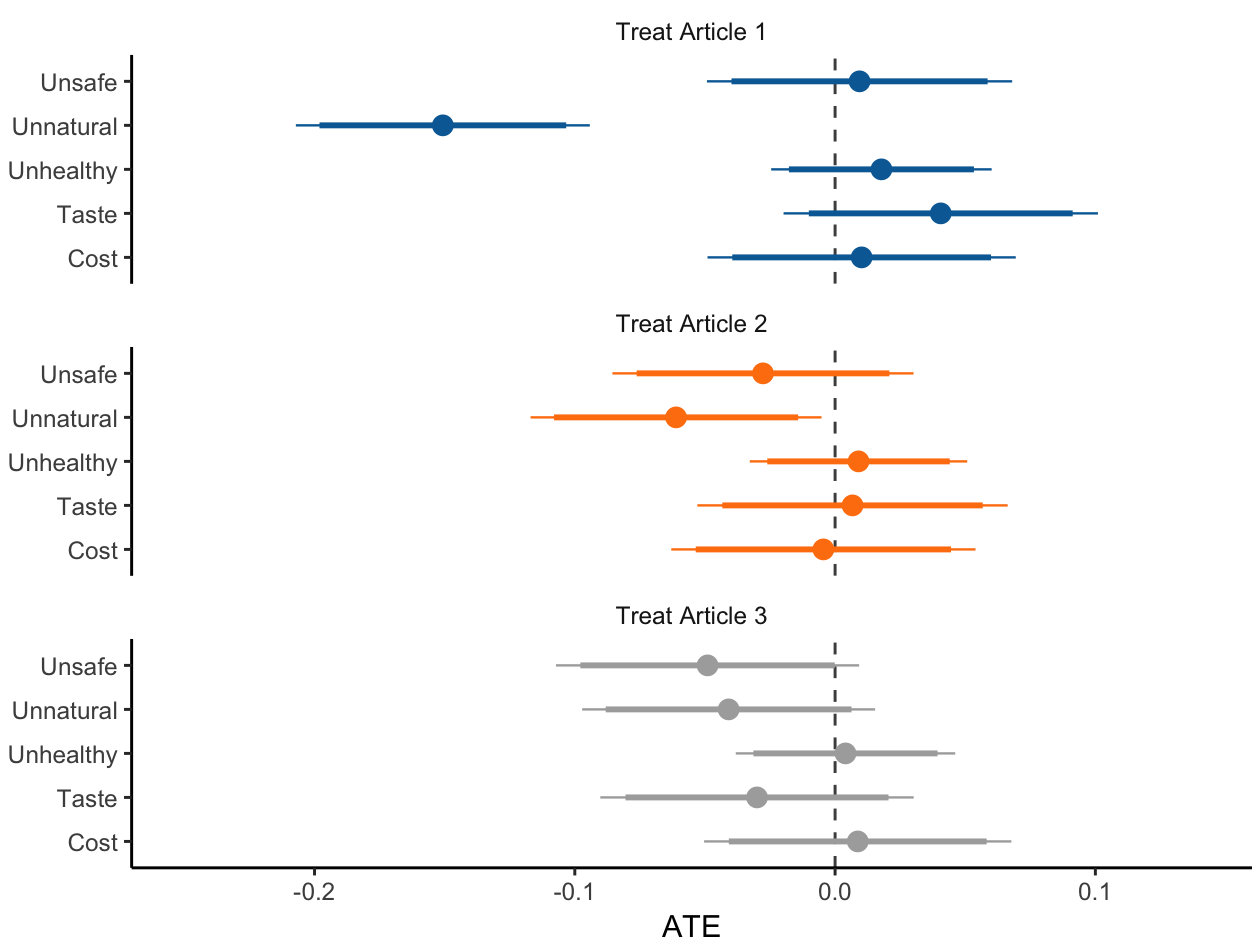 Treat Article 1
Unsafe
Unnatural
Unhealthy
Taste
Cost
Treat Article 2
Unsafe
Unnatural
Unhealthy
Taste
Cost
Treat Article 3
Unsafe
Unnatural
Unhealthy
Taste
Cost
-0.2 -0.1 0.0 0.1
ATE